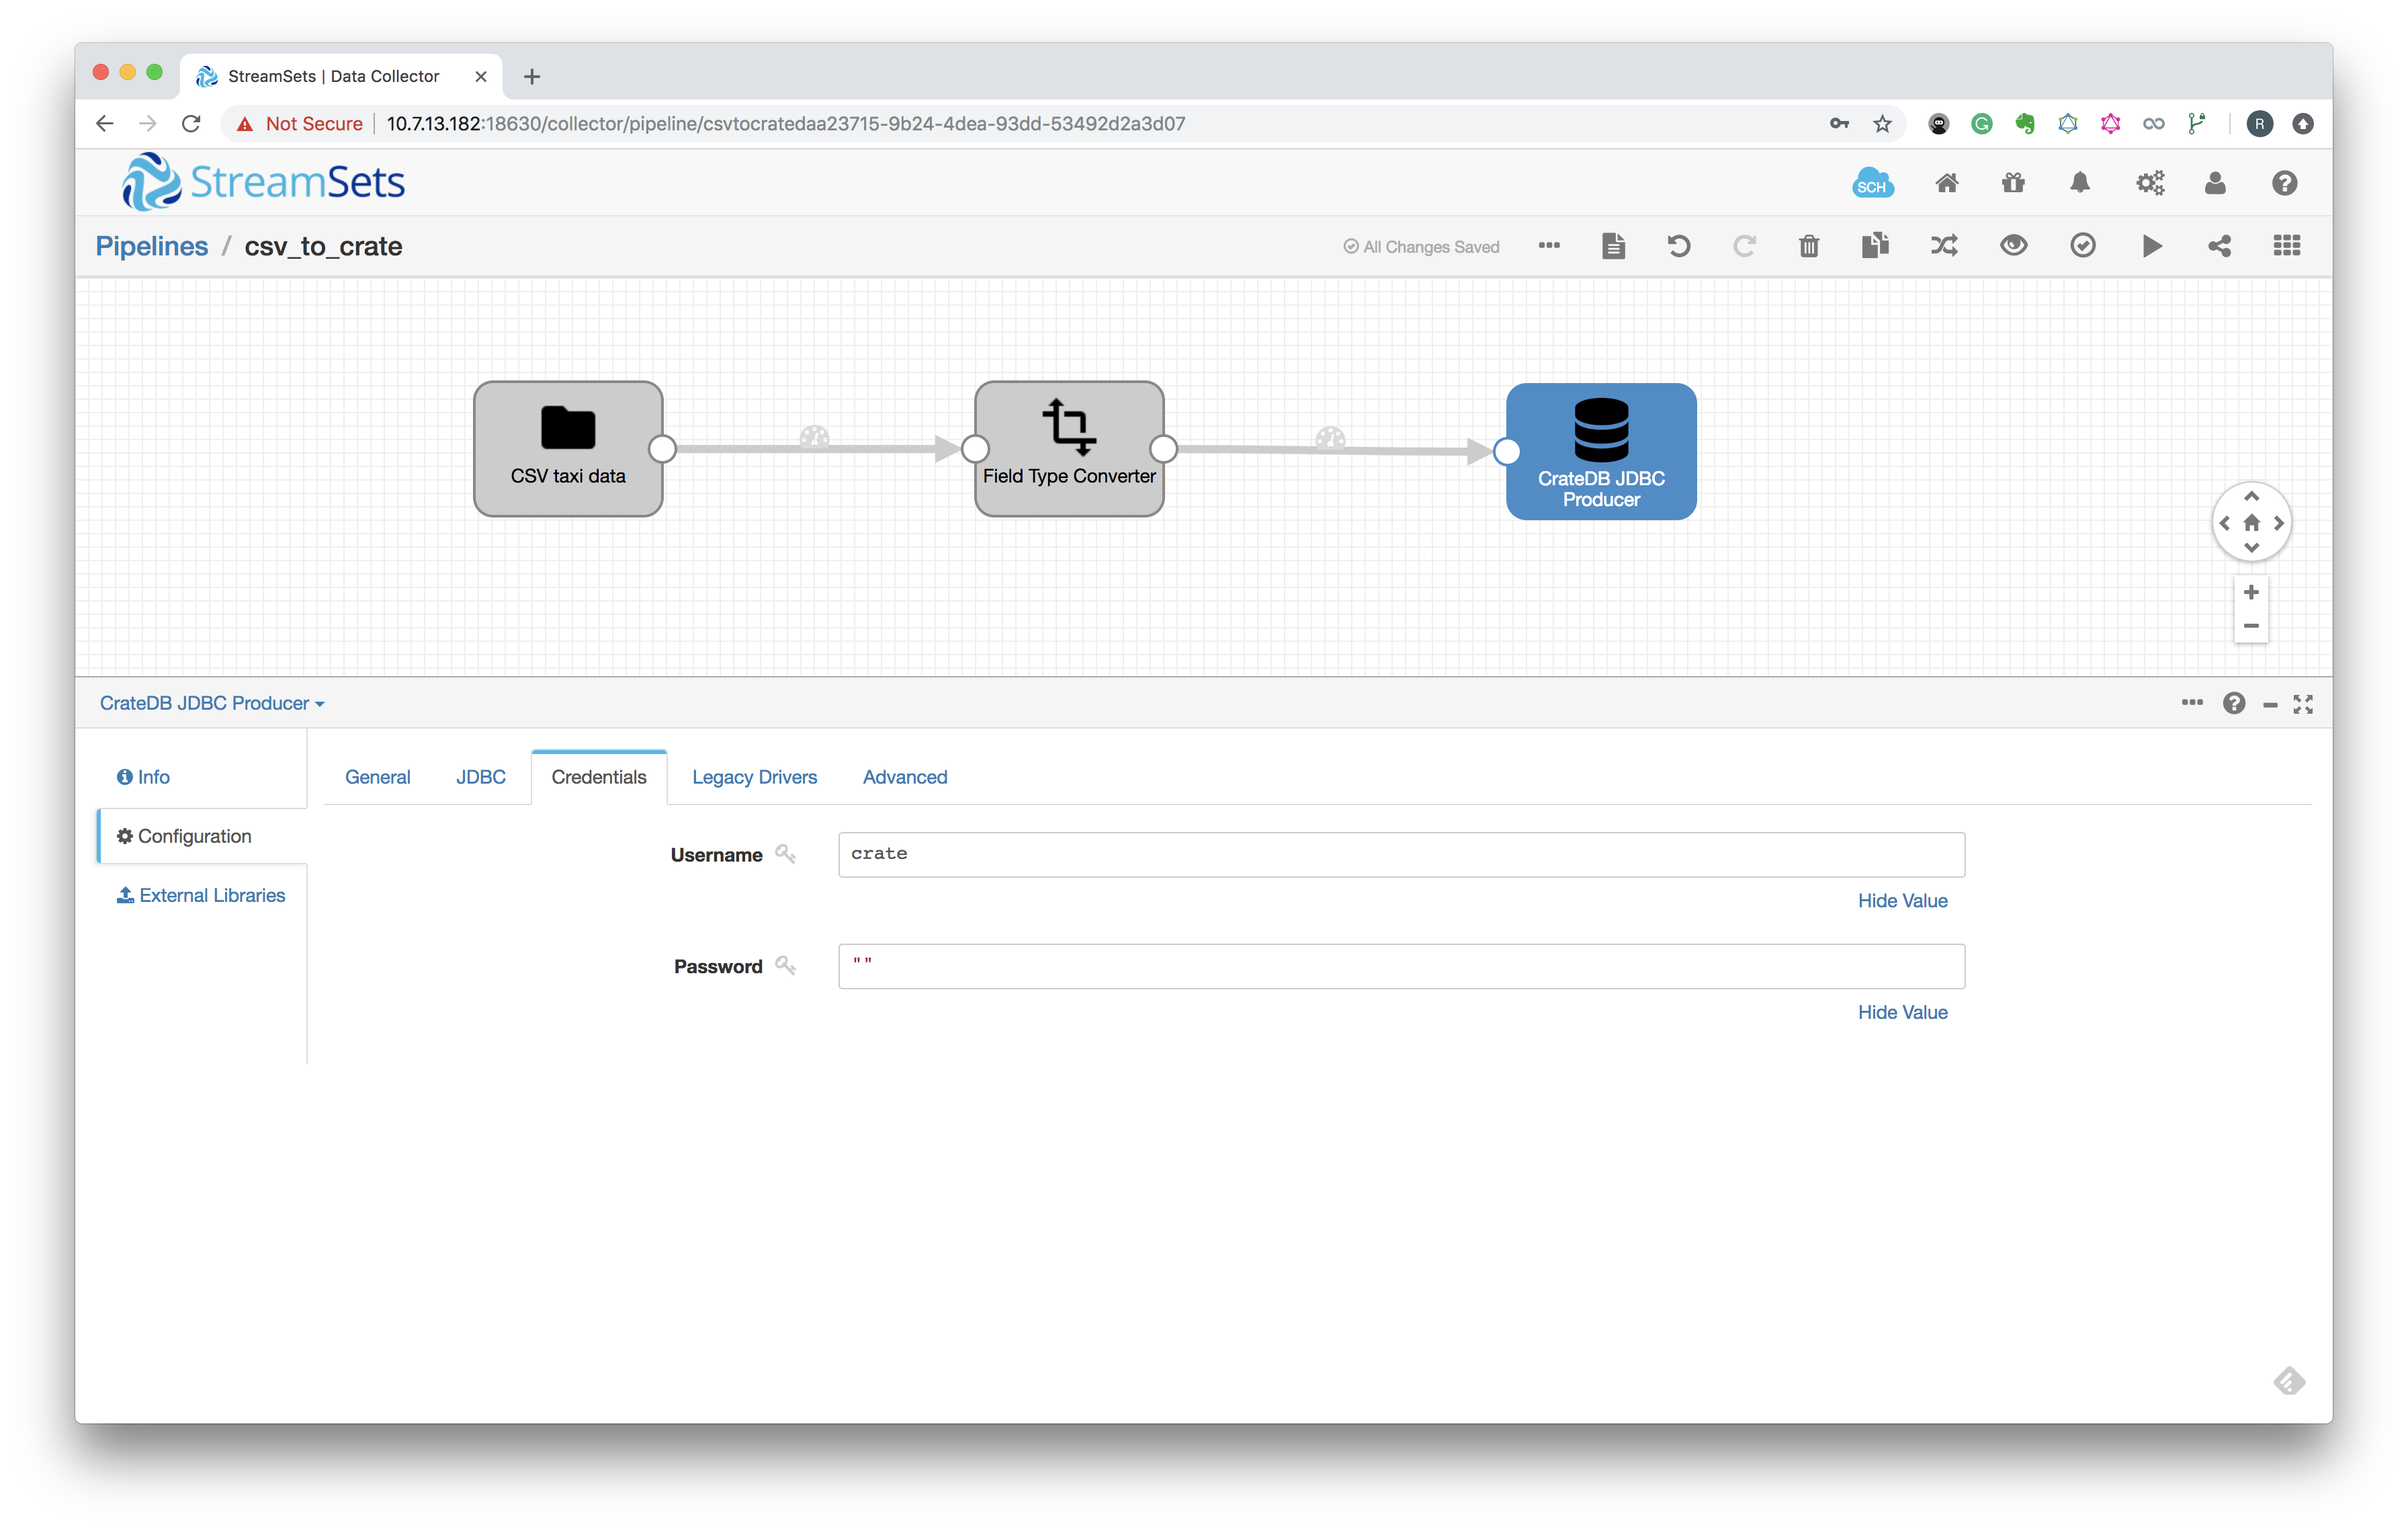 StreamSets | Data Collector
Not Secure | 10.7.13.182:18630/collector/pipeline/csvtocratedaa23715-9b24-4dea-93dd-53492d2a3d07
R
StreamSets
SCH
Pipelines / csv_to_crate
All Changes Saved
CSV taxi data
Field Type Converter
CrateDB JDBC
Producer
CrateDB JDBC Producer
Info
General
JDBC
Credentials
Legacy Drivers
Advanced
Configuration
Username
crate
Hide Value
External Libraries
Password
""
Hide Value